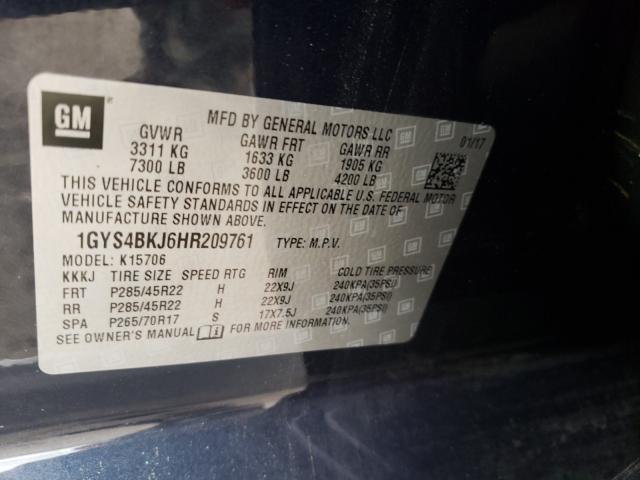 GM
MFD BY GENERAL MOTORS LLC
GVWR GAWR FRT GAWR RR 01/17
3311 KG 1633 KG 1905 KG
7300 LB 3600 LB 4200 LB
THIS VEHICLE CONFORMS TO ALL APPLICABLE U.S. FEDERAL MOTOR
VEHICLE SAFETY STANDARDS IN EFFECT ON THE DATE OF
MANUFACTURE SHOWN ABOVE.
1GYS4BKJ6HR209761 TYPE: M.P.V.
MODEL: K15706
KKKJ TIRE SIZE SPEED RTG RIM COLD TIRE PRESSURE
FRT P285/45R22 H 22X9J 240KPA(35PSI)
RR P285/45R22 H 22X9J 240KPA(35PSI)
SPA P265/70R17 S 17X7.5J 240KPA(35PSI)
SEE OWNER'S MANUAL FOR MORE INFORMATION.